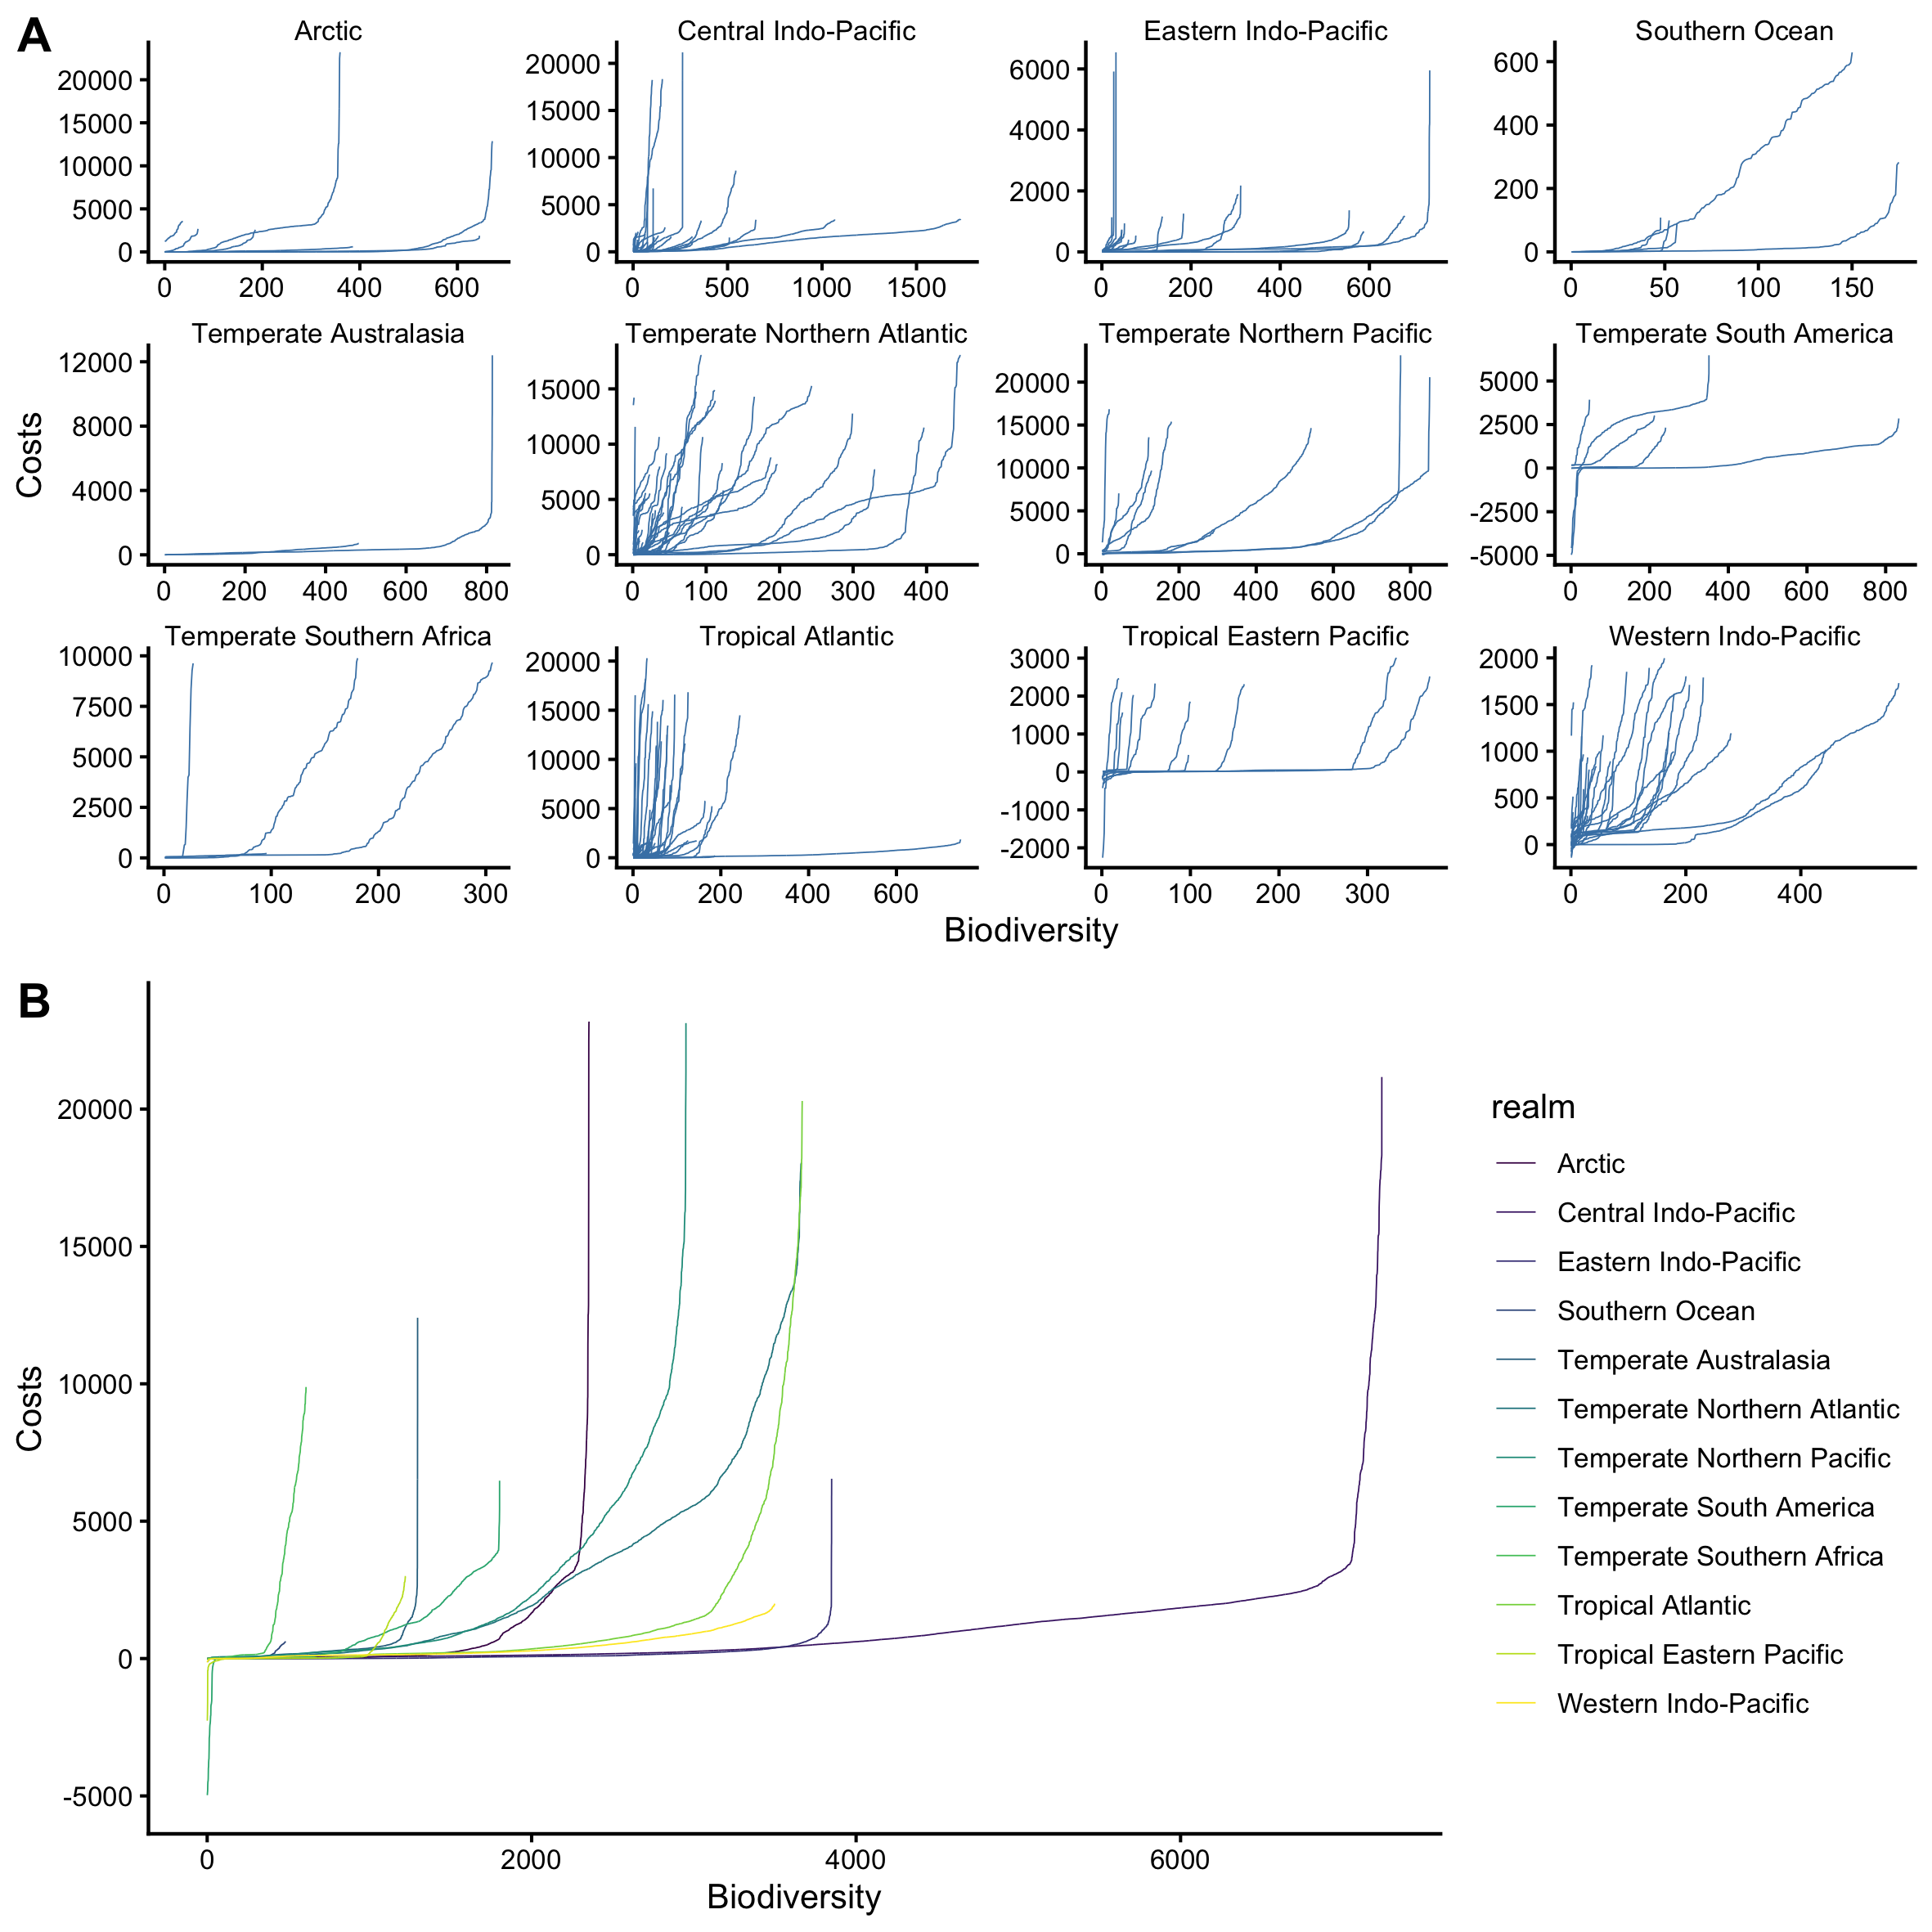 A
Arctic
Central Indo-Pacific
Eastern Indo-Pacific
Southern Ocean
20000
15000
10000
5000
0
0 200 400 600
20000
15000
10000
5000
0
0 500 1000 1500
6000
4000
2000
0
0 200 400 600
600
400
200
0
0 50 100 150
Temperate Australasia
Temperate Northern Atlantic
Temperate Northern Pacific
Temperate South America
12000
8000
4000
0
0 200 400 600 800
15000
10000
5000
0
0 100 200 300 400
20000
15000
10000
5000
0
0 200 400 600 800
5000
2500
0
-2500
-5000
0 200 400 600 800
Costs
Temperate Southern Africa
Tropical Atlantic
Tropical Eastern Pacific
Western Indo-Pacific
10000
7500
5000
2500
0
0 100 200 300
20000
15000
10000
5000
0
0 200 400 600
3000
2000
1000
0
-1000
-2000
0 100 200 300
2000
1500
1000
500
0
0 200 400
Biodiversity
B
20000
15000
10000
5000
0
-5000
Costs
0 2000 4000 6000
Biodiversity
realm
Arctic
Central Indo-Pacific
Eastern Indo-Pacific
Southern Ocean
Temperate Australasia
Temperate Northern Atlantic
Temperate Northern Pacific
Temperate South America
Temperate Southern Africa
Tropical Atlantic
Tropical Eastern Pacific
Western Indo-Pacific